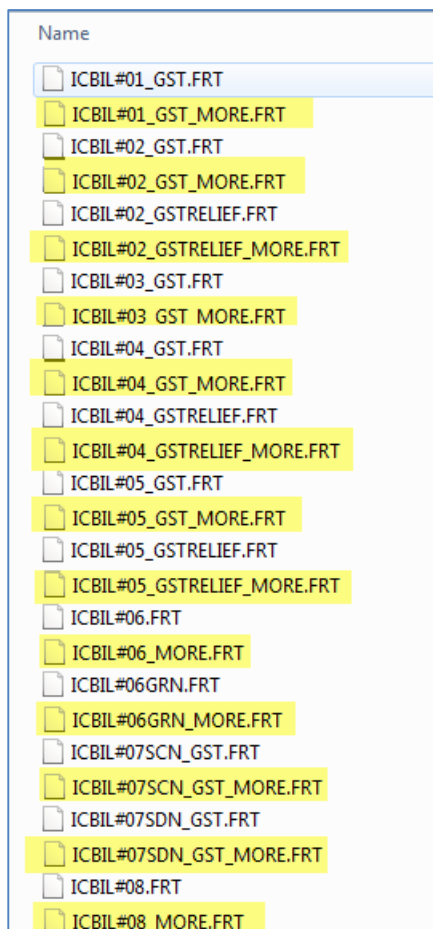 Name
ICBIL#01_GST.FRT
ICBIL#01_GST_MORE.FRT
ICBIL#02_GST.FRT
ICBIL#02_GST_MORE.FRT
ICBIL#02_GSTRELIEF.FRT
ICBIL#02_GSTRELIEF_MORE.FRT
ICBIL#03_GST.FRT
ICBIL#03_GST_MORE.FRT
ICBIL#04_GST.FRT
ICBIL#04_GST_MORE.FRT
ICBIL#04_GSTRELIEF.FRT
ICBIL#04_GSTRELIEF_MORE.FRT
ICBIL#05_GST.FRT
ICBIL#05_GST_MORE.FRT
ICBIL#05_GSTRELIEF.FRT
ICBIL#05_GSTRELIEF_MORE.FRT
ICBIL#06.FRT
ICBIL#06_MORE.FRT
ICBIL#06GRN.FRT
ICBIL#06GRN_MORE.FRT
ICBIL#07SCN_GST.FRT
ICBIL#07SCN_GST_MORE.FRT
ICBIL#07SDN_GST.FRT
ICBIL#07SDN_GST_MORE.FRT
ICBIL#08.FRT
ICBIL#08_MORE.FRT